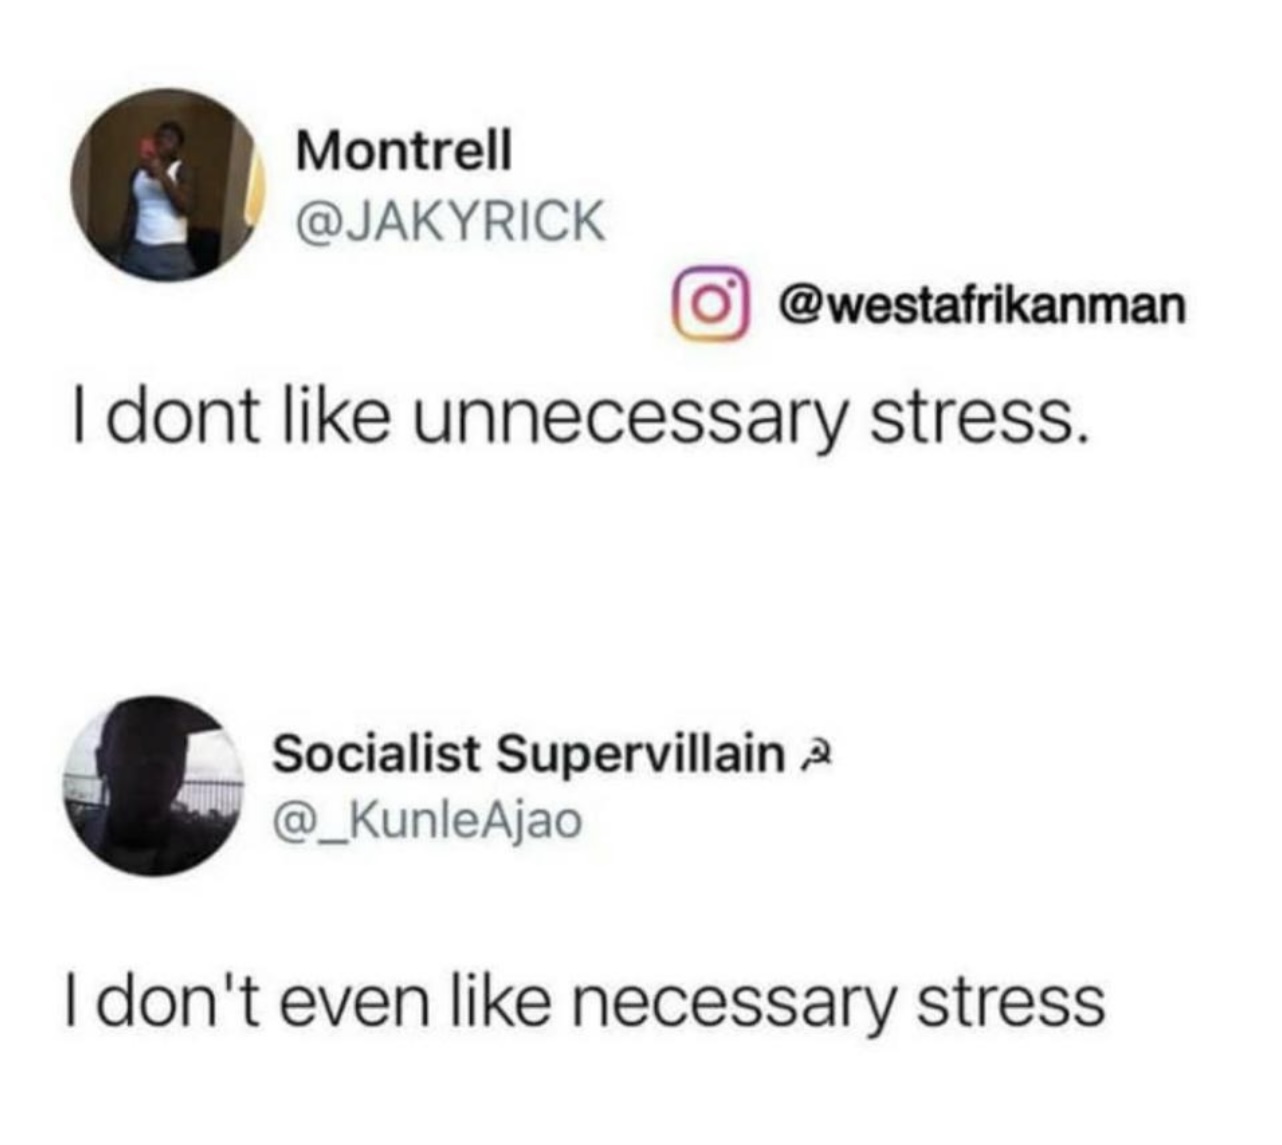 Montrell
@JAKYRICK
@westafrikanman
I dont like unnecessary stress.
Socialist Supervillain ☭
@_KunleAjao
I don't even like necessary stress